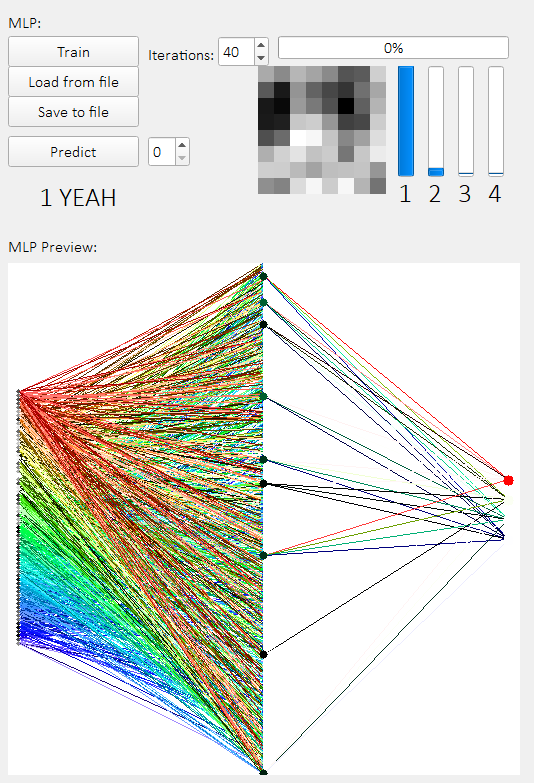 MLP:
Train
Iterations: 40
0%
Load from file
Save to file
Predict
0
1 2 3 4
1 YEAH
MLP Preview: